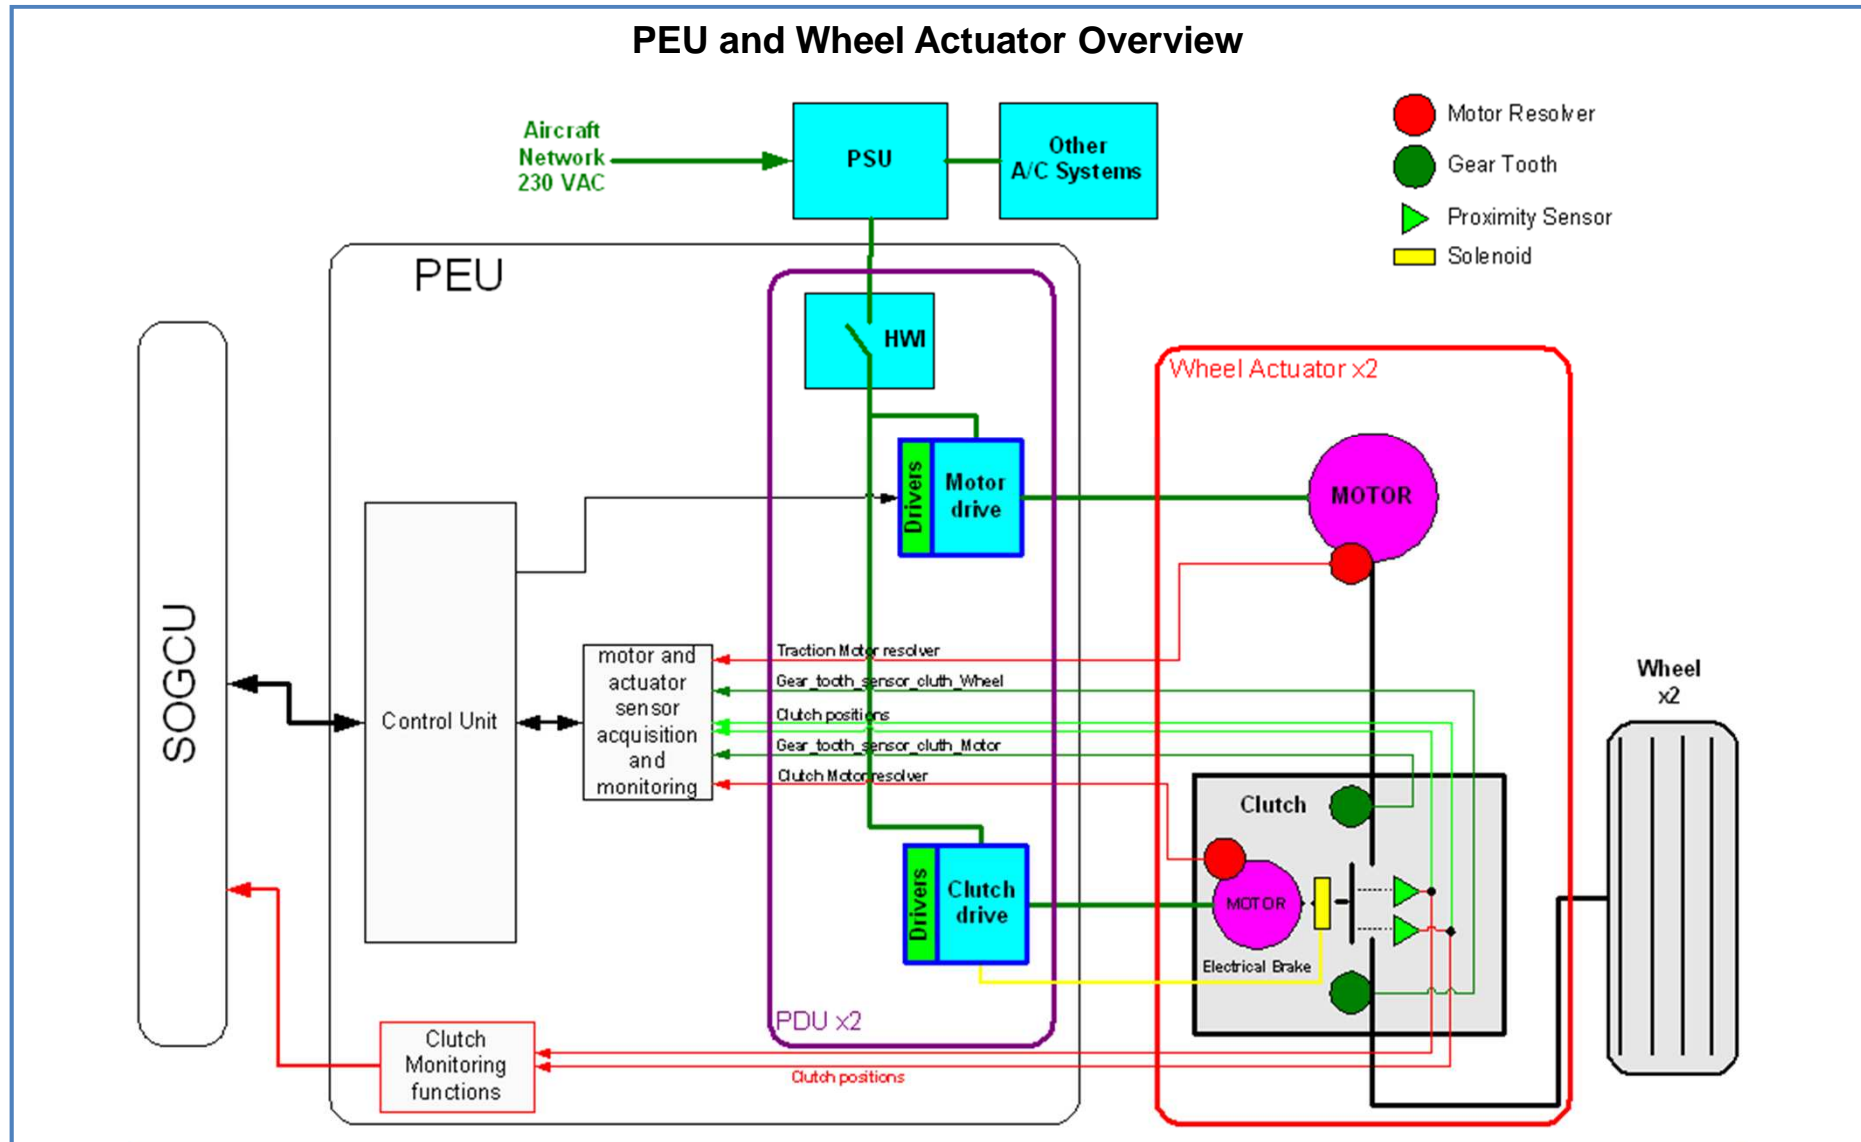 PEU and Wheel Actuator Overview
Aircraft
Network
230 VAC
PSU
Other
A/C Systems
Motor Resolver
Gear Tooth
Proximity Sensor
Solenoid
PEU
HWI
Wheel Actuator x2
Drivers
Motor
drive
MOTOR
SOGCU
Control Unit
motor and
actuator
sensor
acquisition
and
monitoring
Traction Motor resolver
Gear_tooth_sensor_cluth_Wheel
Clutch positions
Gear_tooth_sensor_cluth_Motor
Clutch Motor resolver
Wheel
x2
Clutch
Drivers
Clutch
drive
MOTOR
Electrical Brake
PDU x2
Clutch
Monitoring
functions
Clutch positions